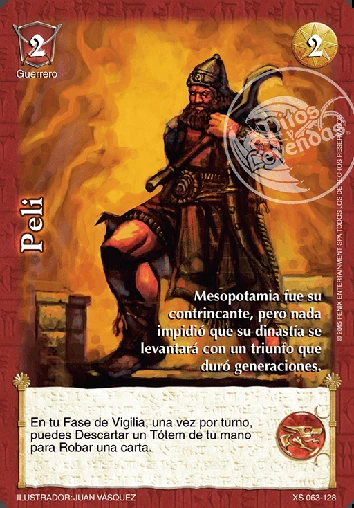 2
Guerrero
2
Mitos y
Leyendas
Peli
Mesopotamia fue su
contrincante, pero nada
impidió que su dinastía se
levantará con un triunfo que
duró generaciones.
En tu Fase de Vigilia, una vez por turno,
puedes Descartar un Tótem de tu mano
para Robar una carta.
ILUSTRADOR:JUAN VÁSQUEZ
XS 063-128